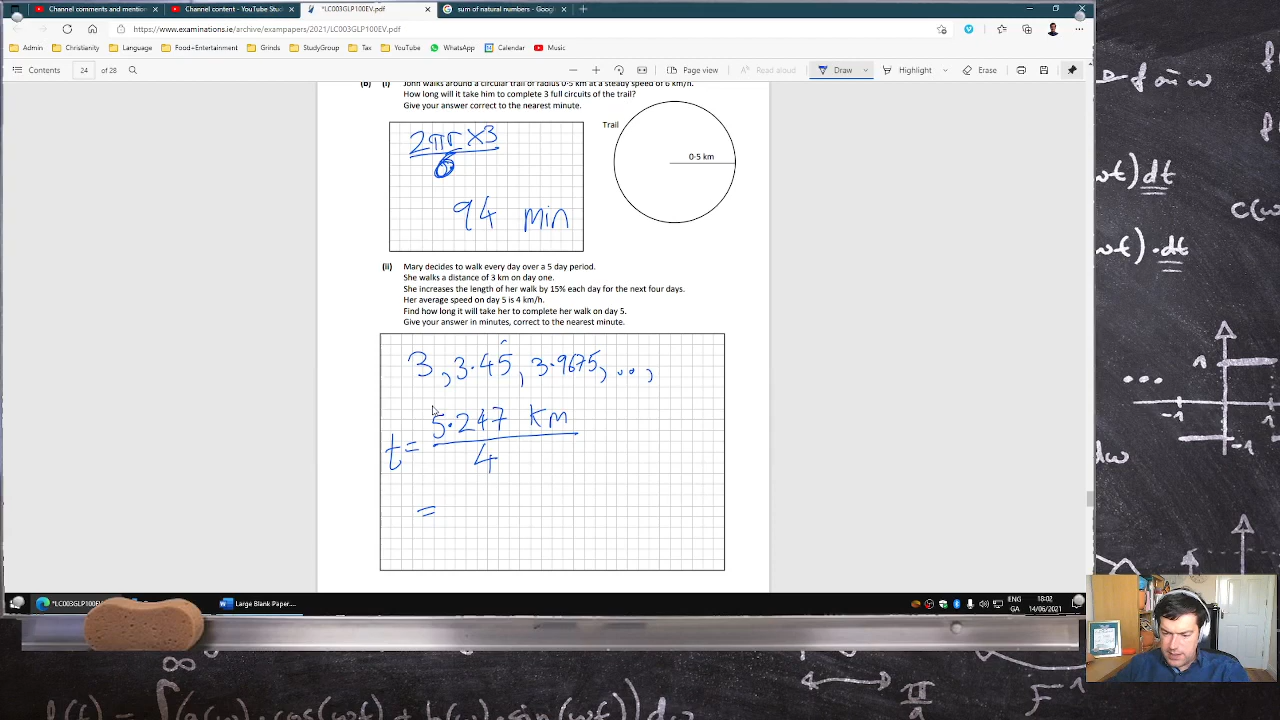 Channel comments and mention
Channel content - YouTube Stud
*LC003GLP100EV.pdf
sum of natural numbers - Googl
https://www.examinations.ie/archive/exampapers/2021/LC003GLP100EV.pdf
Admin Christianity Language Food+Entertainment Grinds StudyGroup Tax YouTube WhatsApp Calendar Music
Contents 24 of 28 Page view Read aloud Draw Highlight Erase
(b) (i) John walks around a circular trail of radius 0·5 km at a steady speed of 6 km/h.
How long will it take him to complete 3 full circuits of the trail?
Give your answer correct to the nearest minute.
2πr×3
6
94 min
Trail
0·5 km
(ii) Mary decides to walk every day over a 5 day period.
She walks a distance of 3 km on day one.
She increases the length of her walk by 15% each day for the next four days.
Her average speed on day 5 is 4 km/h.
Find how long it will take her to complete her walk on day 5.
Give your answer in minutes, correct to the nearest minute.
3, 3·45, 3·9675, ...,
t = 5·247 km
4
=
*LC003GLP100EV
Large Blank Paper....
ENG
GA
18:02
14/06/2021
ωt) dt
c(ω
ωt) · dt
1
-1
-1
dω
∞
π